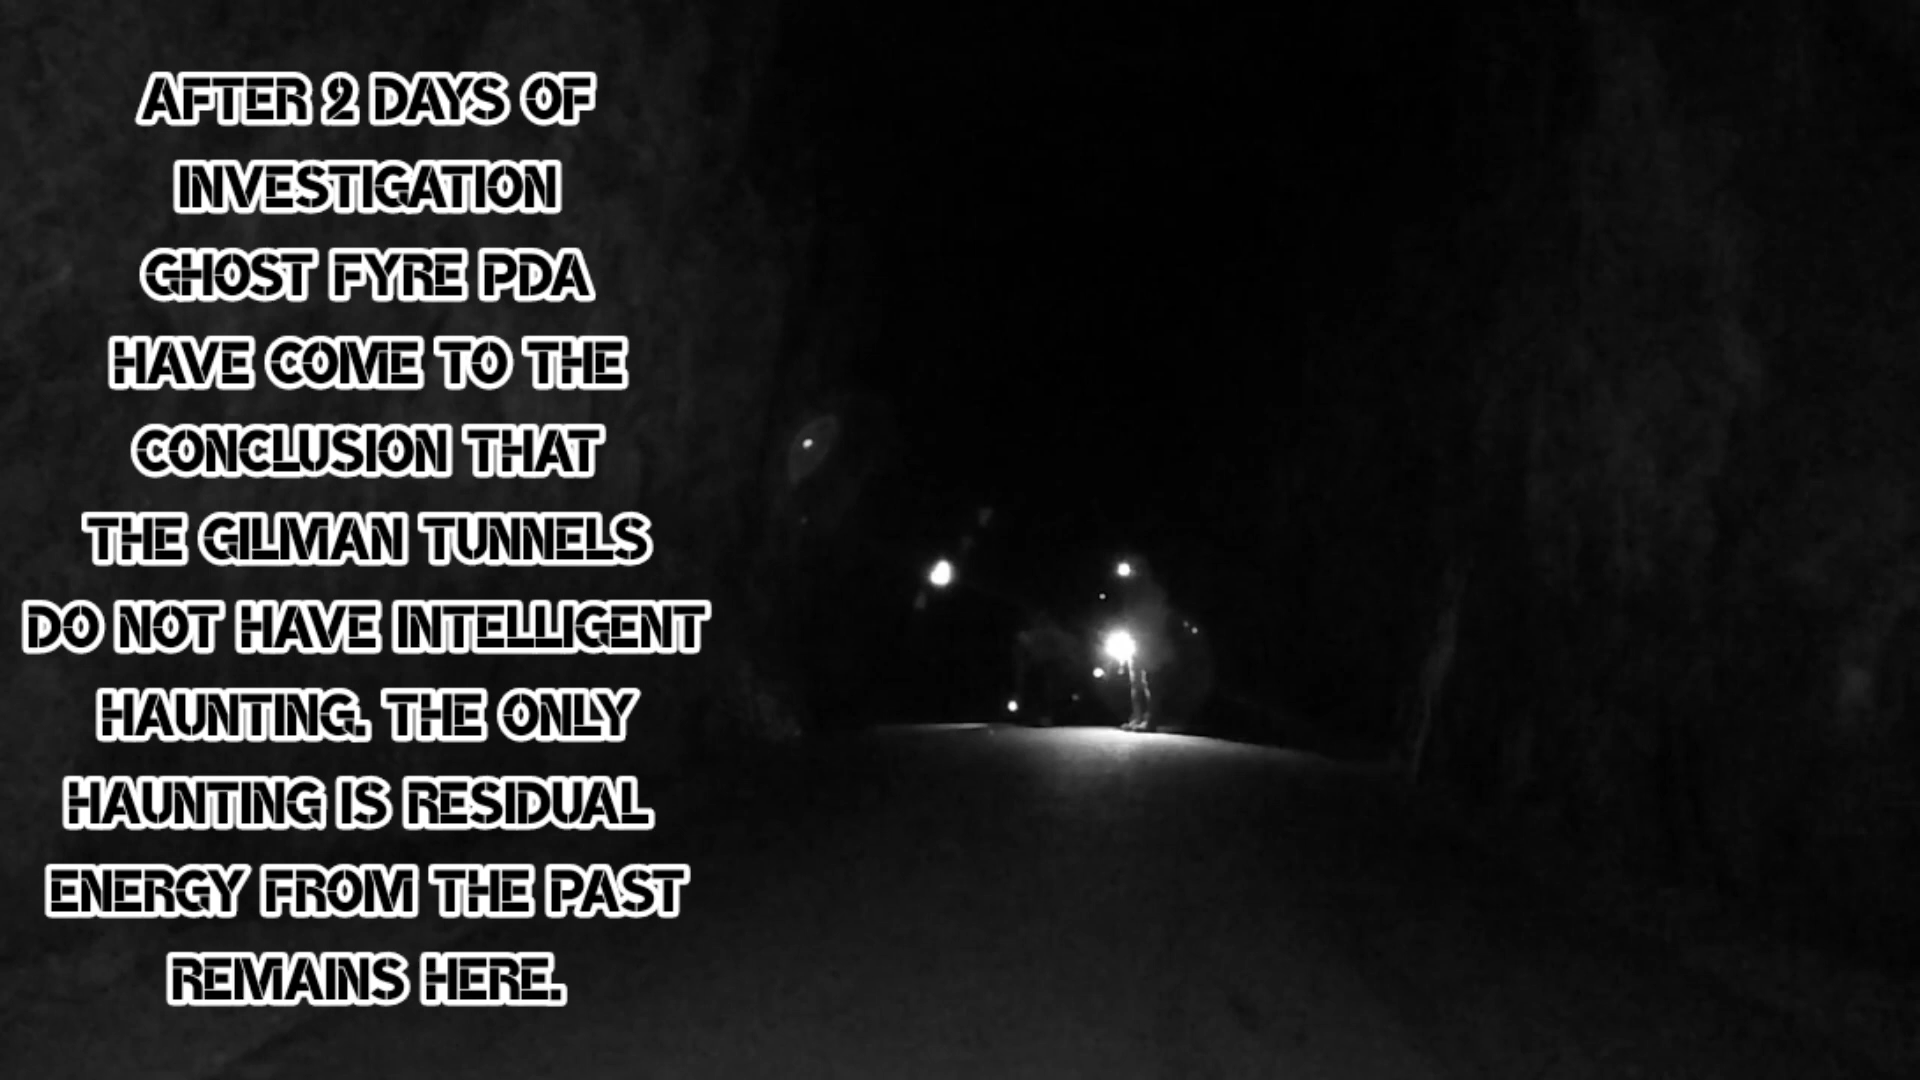 AFTER 2 DAYS OF
INVESTIGATION
GHOST FYRE PDA
HAVE COME TO THE
CONCLUSION THAT
THE GILMAN TUNNELS
DO NOT HAVE INTELLIGENT
HAUNTING. THE ONLY
HAUNTING IS RESIDUAL
ENERGY FROM THE PAST
REMAINS HERE.